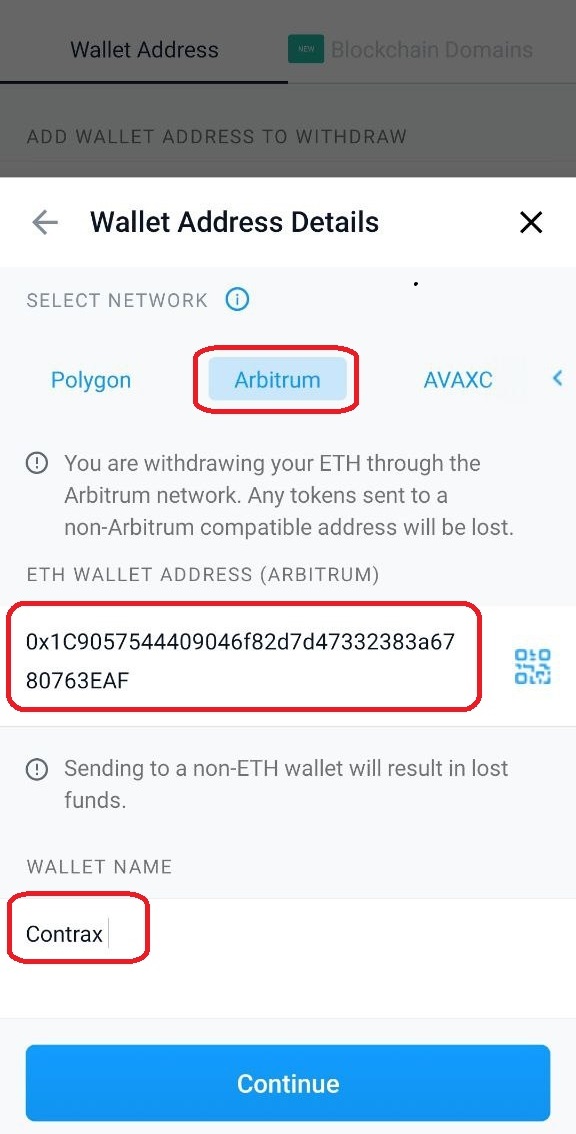 Wallet Address
NEW Blockchain Domains
ADD WALLET ADDRESS TO WITHDRAW
Wallet Address Details
SELECT NETWORK
Polygon Arbitrum AVAXC
You are withdrawing your ETH through the
Arbitrum network. Any tokens sent to a
non-Arbitrum compatible address will be lost.
ETH WALLET ADDRESS (ARBITRUM)
0x1C9057544409046f82d7d47332383a67
80763EAF
Sending to a non-ETH wallet will result in lost
funds.
WALLET NAME
Contrax
Continue